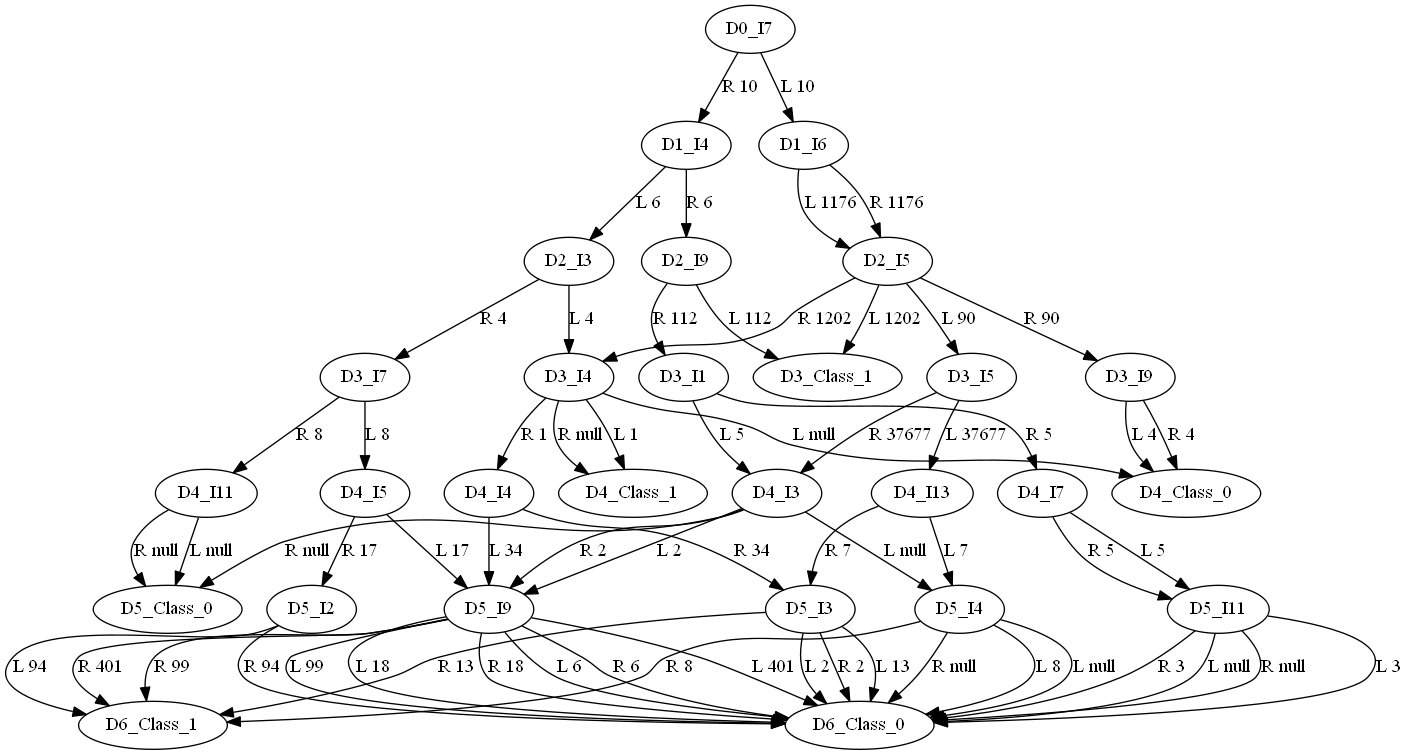 D0_I7
R 10
L 10
D1_I4
D1_I6
L 6
R 6
L 1176
R 1176
D2_I3
D2_I9
D2_I5
R 4
L 4
R 112
L 112
R 1202
L 1202
L 90
R 90
D3_I7
D3_I4
D3_I1
D3_Class_1
D3_I5
D3_I9
R 8
L 8
R 1
R null
L 1
L 5
L null
R 37677
L 37677
R 5
L 4
R 4
D4_I11
D4_I5
D4_I4
D4_Class_1
D4_I3
D4_I13
D4_I7
D4_Class_0
R null
L null
R null
R 17
L 17
L 34
R 2
L 2
R 34
R 7
L null
L 7
R 5
L 5
D5_Class_0
D5_I2
D5_I9
D5_I3
D5_I4
D5_I11
L 94
R 401
R 99
R 94
L 99
L 18
R 13
R 18
L 6
R 6
R 8
L 401
L 2
R 2
L 13
R null
L 8
L null
R 3
L null
R null
L 3
D6_Class_1
D6_Class_0